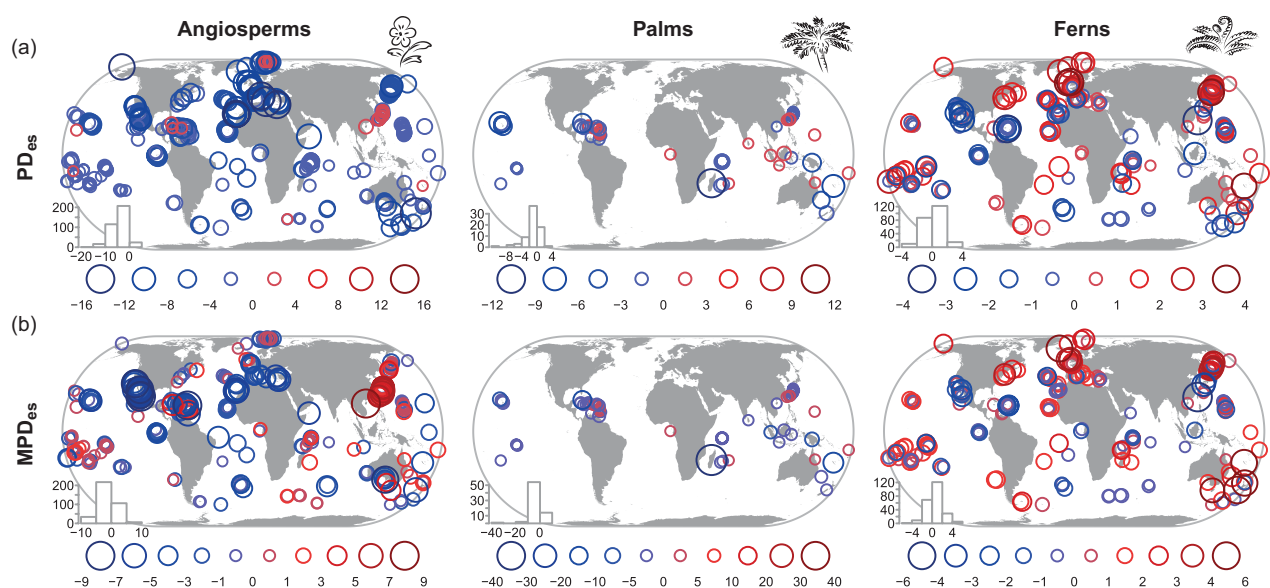 Angiosperms Palms Ferns
(a)
PDes
200 100 0
−20 −10 0
30 20 10 0
−8 −4 0 4
120 80 40 0
−4 0 4
−16 −12 −8 −4 0 4 8 12 16
−12 −9 −6 −3 0 3 6 9 12
−4 −3 −2 −1 0 1 2 3 4
(b)
MPDes
200 100 0
−10 0 10
50 30 10
−40 −20 0
120 80 40 0
−4 0 4
−9 −7 −5 −3 −1 0 1 2 3 5 7 9
−40 −30 −20 −10 −5 0 5 10 20 30 40
−6 −4 −3 −2 −1 0 1 2 3 4 6